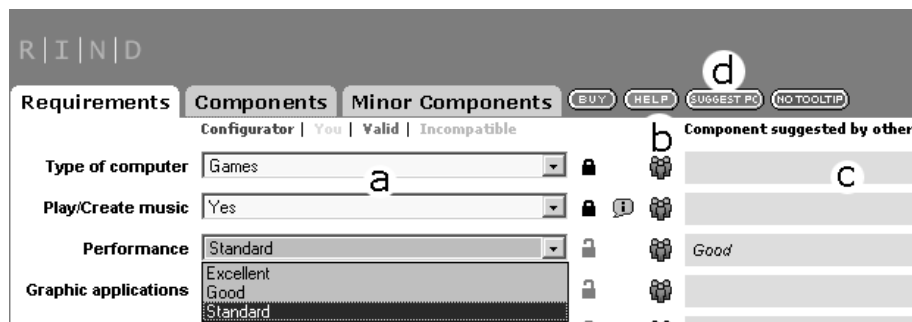 R|I|N|D
d
Requirements Components Minor Components BUY HELP SUGGEST PC NO TOOLTIP
Configurator | You | Valid | Incompatible b Component suggested by other
Type of computer Games a c
Play/Create music Yes i
Performance Standard Good
Excellent
Graphic applications Good
Standard